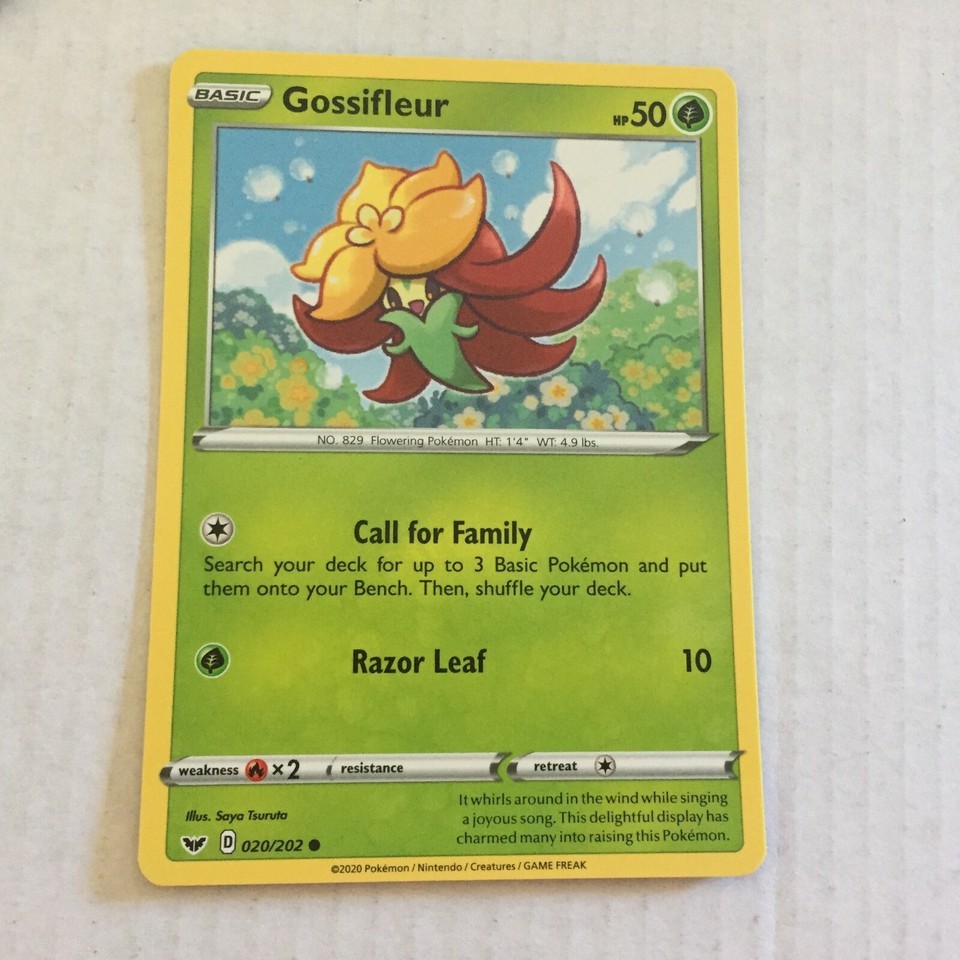 BASIC Gossifleur HP 50
NO. 829 Flowering Pokémon HT: 1'4" WT: 4.9 lbs.
Call for Family
Search your deck for up to 3 Basic Pokémon and put
them onto your Bench. Then, shuffle your deck.
Razor Leaf 10
weakness ×2 resistance retreat
Illus. Saya Tsuruta
It whirls around in the wind while singing
a joyous song. This delightful display has
charmed many into raising this Pokémon.
D 020/202
©2020 Pokémon / Nintendo / Creatures / GAME FREAK